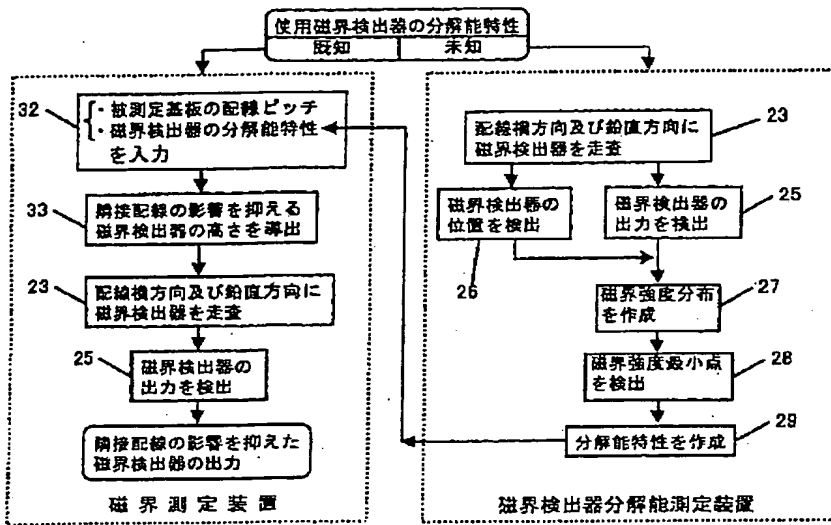 使用磁界検出器の分解能特性
既知
未知
32
・被測定基板の配線ピッチ
・磁界検出器の分解能特性
を入力
33
隣接配線の影響を抑える
磁界検出器の高さを導出
23
配線横方向及び鉛直方向に
磁界検出器を走査
25
磁界検出器の
出力を検出
隣接配線の影響を抑えた
磁界検出器の出力
磁界測定装置
配線横方向及び鉛直方向に
磁界検出器を走査
23
磁界検出器の
位置を検出
26
磁界検出器の
出力を検出
25
磁界強度分布
を作成
27
磁界強度最小点
を検出
28
分解能特性を作成
29
磁界検出器分解能測定装置